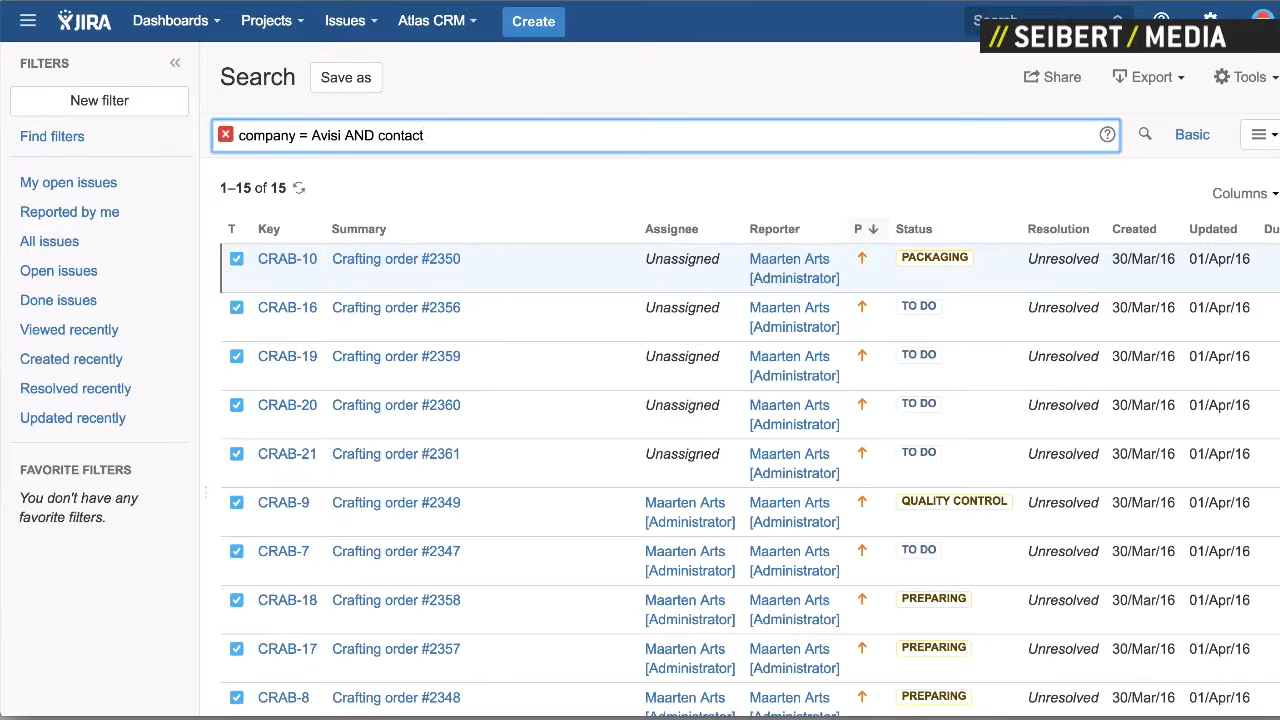 JIRA Dashboards Projects Issues Atlas CRM Create
// SEIBERT / MEDIA
FILTERS
New filter
Find filters
My open issues
Reported by me
All issues
Open issues
Done issues
Viewed recently
Created recently
Resolved recently
Updated recently
FAVORITE FILTERS
You don't have any
favorite filters.
Search Save as Share Export Tools
company = Avisi AND contact Basic
1–15 of 15
Columns
T Key Summary Assignee Reporter P Status Resolution Created Updated
CRAB-10 Crafting order #2350 Unassigned Maarten Arts PACKAGING Unresolved 30/Mar/16 01/Apr/16
[Administrator]
CRAB-16 Crafting order #2356 Unassigned Maarten Arts TO DO Unresolved 30/Mar/16 01/Apr/16
[Administrator]
CRAB-19 Crafting order #2359 Unassigned Maarten Arts TO DO Unresolved 30/Mar/16 01/Apr/16
[Administrator]
CRAB-20 Crafting order #2360 Unassigned Maarten Arts TO DO Unresolved 30/Mar/16 01/Apr/16
[Administrator]
CRAB-21 Crafting order #2361 Unassigned Maarten Arts TO DO Unresolved 30/Mar/16 01/Apr/16
[Administrator]
CRAB-9 Crafting order #2349 Maarten Arts Maarten Arts QUALITY CONTROL Unresolved 30/Mar/16 01/Apr/16
[Administrator] [Administrator]
CRAB-7 Crafting order #2347 Maarten Arts Maarten Arts TO DO Unresolved 30/Mar/16 01/Apr/16
[Administrator] [Administrator]
CRAB-18 Crafting order #2358 Maarten Arts Maarten Arts PREPARING Unresolved 30/Mar/16 01/Apr/16
[Administrator] [Administrator]
CRAB-17 Crafting order #2357 Maarten Arts Maarten Arts PREPARING Unresolved 30/Mar/16 01/Apr/16
[Administrator] [Administrator]
CRAB-8 Crafting order #2348 Maarten Arts Maarten Arts PREPARING Unresolved 30/Mar/16 01/Apr/16